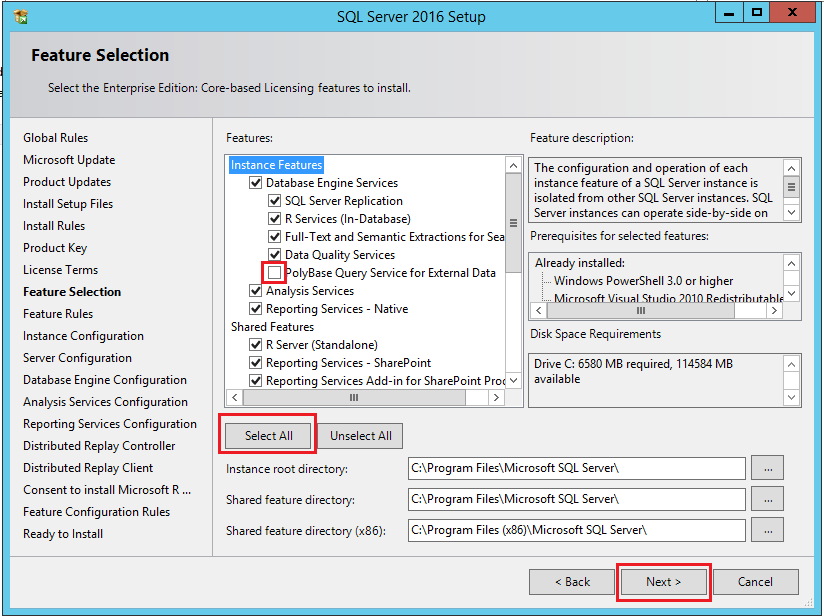 SQL Server 2016 Setup
Feature Selection
Select the Enterprise Edition: Core-based Licensing features to install.
Global Rules
Microsoft Update
Product Updates
Install Setup Files
Install Rules
Product Key
License Terms
Feature Selection
Feature Rules
Instance Configuration
Server Configuration
Database Engine Configuration
Analysis Services Configuration
Reporting Services Configuration
Distributed Replay Controller
Distributed Replay Client
Consent to install Microsoft R ...
Feature Configuration Rules
Ready to Install
Features:
Instance Features
Database Engine Services
SQL Server Replication
R Services (In-Database)
Full-Text and Semantic Extractions for Sea
Data Quality Services
PolyBase Query Service for External Data
Analysis Services
Reporting Services - Native
Shared Features
R Server (Standalone)
Reporting Services - SharePoint
Reporting Services Add-in for SharePoint Proc
Feature description:
The configuration and operation of each
instance feature of a SQL Server instance is
isolated from other SQL Server instances. SQL
Server instances can operate side-by-side on
Prerequisites for selected features:
Already installed:
Windows PowerShell 3.0 or higher
Microsoft Visual Studio 2010 Redistributable
Disk Space Requirements
Drive C: 6580 MB required, 114584 MB
available
Select All
Unselect All
Instance root directory:
C:\Program Files\Microsoft SQL Server\
...
Shared feature directory:
C:\Program Files\Microsoft SQL Server\
...
Shared feature directory (x86):
C:\Program Files (x86)\Microsoft SQL Server\
...
< Back
Next >
Cancel